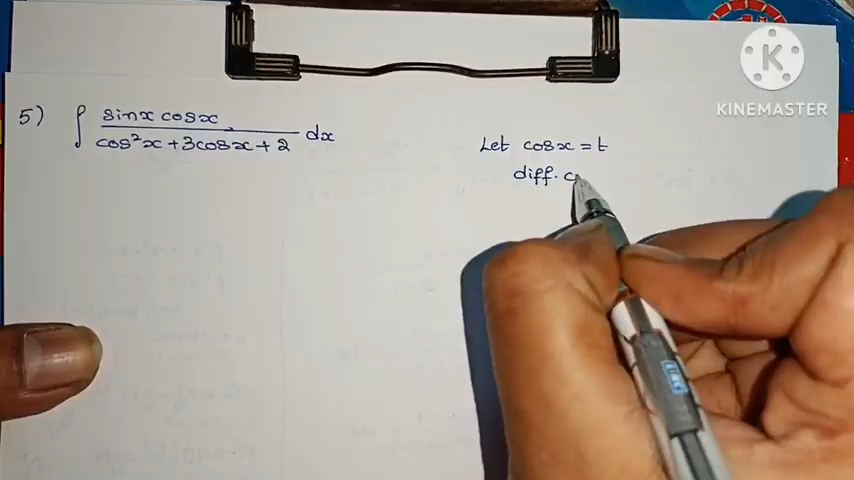 5) ∫ sinx cosx / cos²x + 3cosx + 2 dx
Let cosx = t
diff.
KINEMASTER